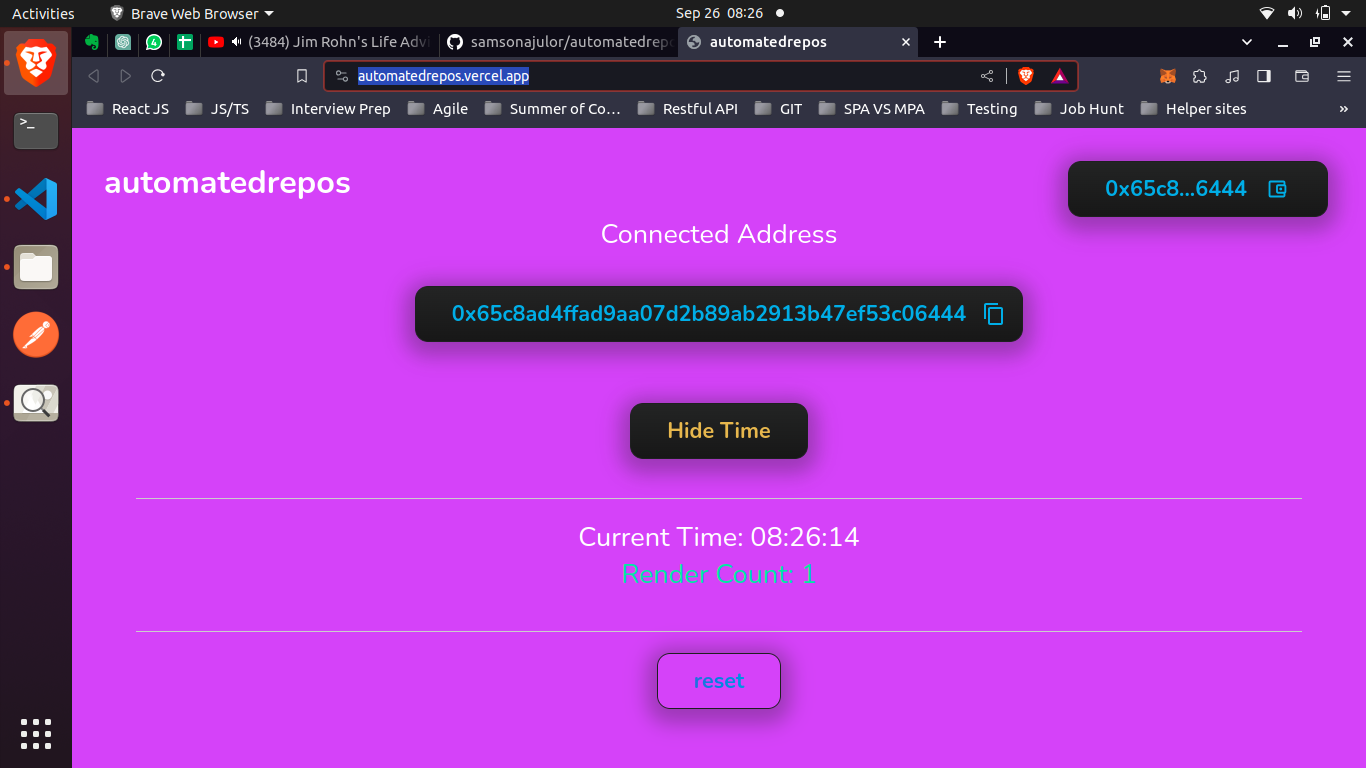 Activities Brave Web Browser Sep 26 08:26
4 (3484) Jim Rohn's Life Advi samsonajulor/automatedrepo automatedrepos
automatedrepos.vercel.app
React JS JS/TS Interview Prep Agile Summer of Co… Restful API GIT SPA VS MPA Testing Job Hunt Helper sites »
>_
automatedrepos
0x65c8...6444
Connected Address
0x65c8ad4ffad9aa07d2b89ab2913b47ef53c06444
Hide Time
Current Time: 08:26:14
Render Count: 1
reset